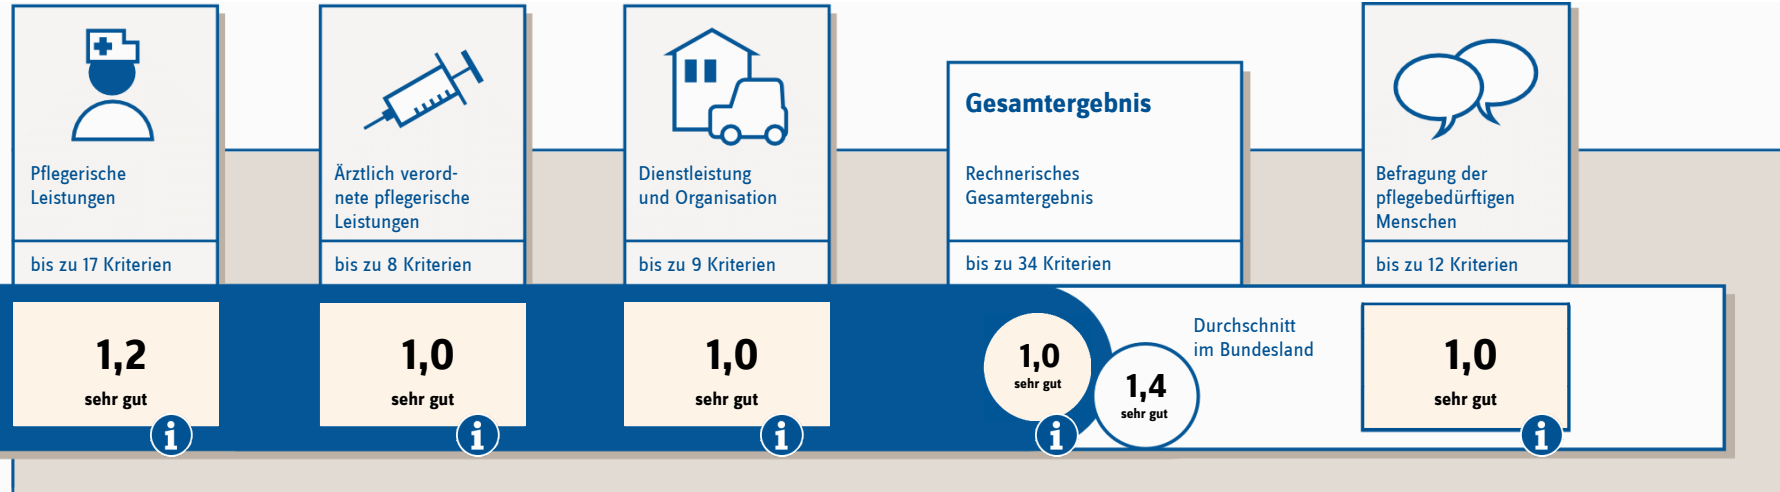 Pflegerische
Leistungen
bis zu 17 Kriterien
1,2
sehr gut
i
Ärztlich verord-
nete pflegerische
Leistungen
bis zu 8 Kriterien
1,0
sehr gut
i
Dienstleistung
und Organisation
bis zu 9 Kriterien
1,0
sehr gut
i
Gesamtergebnis
Rechnerisches
Gesamtergebnis
bis zu 34 Kriterien
1,0
sehr gut
i
Durchschnitt
im Bundesland
1,4
sehr gut
Befragung der
pflegebedürftigen
Menschen
bis zu 12 Kriterien
1,0
sehr gut
i